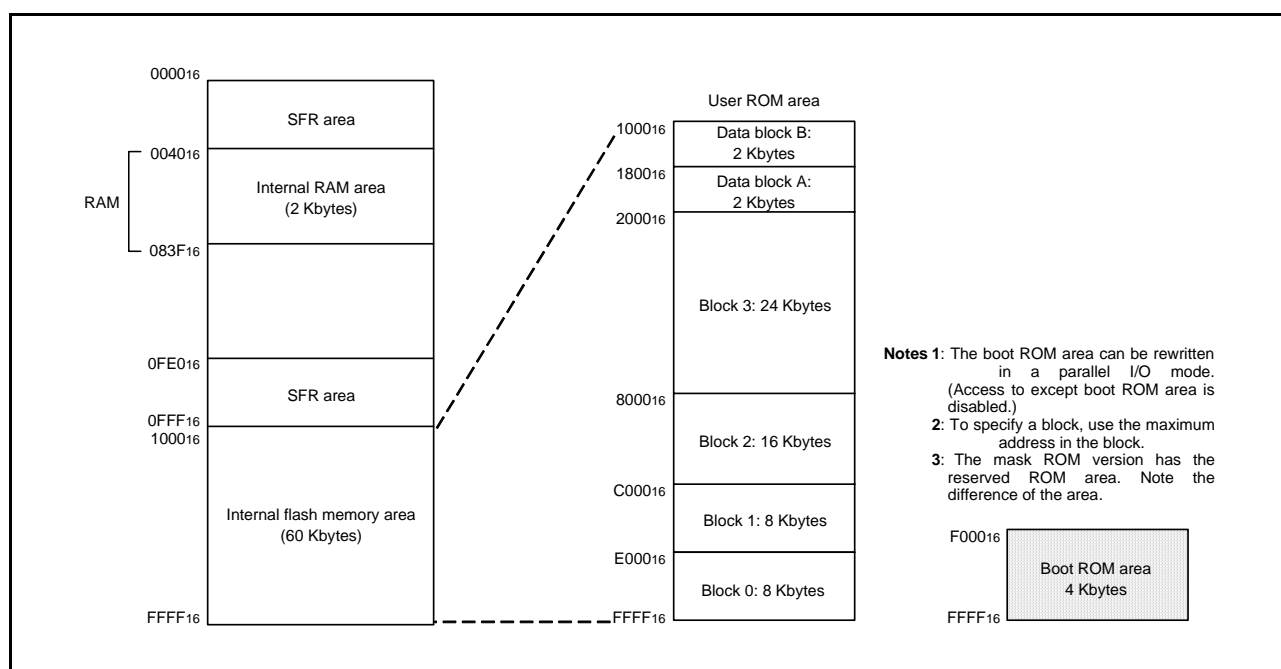 000016
SFR area
004016
RAM
Internal RAM area
(2 Kbytes)
083F16
0FE016
SFR area
0FFF16
100016
Internal flash memory area
(60 Kbytes)
FFFF16
User ROM area
100016
Data block B:
2 Kbytes
180016
Data block A:
2 Kbytes
200016
Block 3: 24 Kbytes
800016
Block 2: 16 Kbytes
C00016
Block 1: 8 Kbytes
E00016
Block 0: 8 Kbytes
FFFF16
Notes 1: The boot ROM area can be rewritten
in a parallel I/O mode.
(Access to except boot ROM area is
disabled.)
2: To specify a block, use the maximum
address in the block.
3: The mask ROM version has the
reserved ROM area. Note the
difference of the area.
F00016
Boot ROM area
4 Kbytes
FFFF16